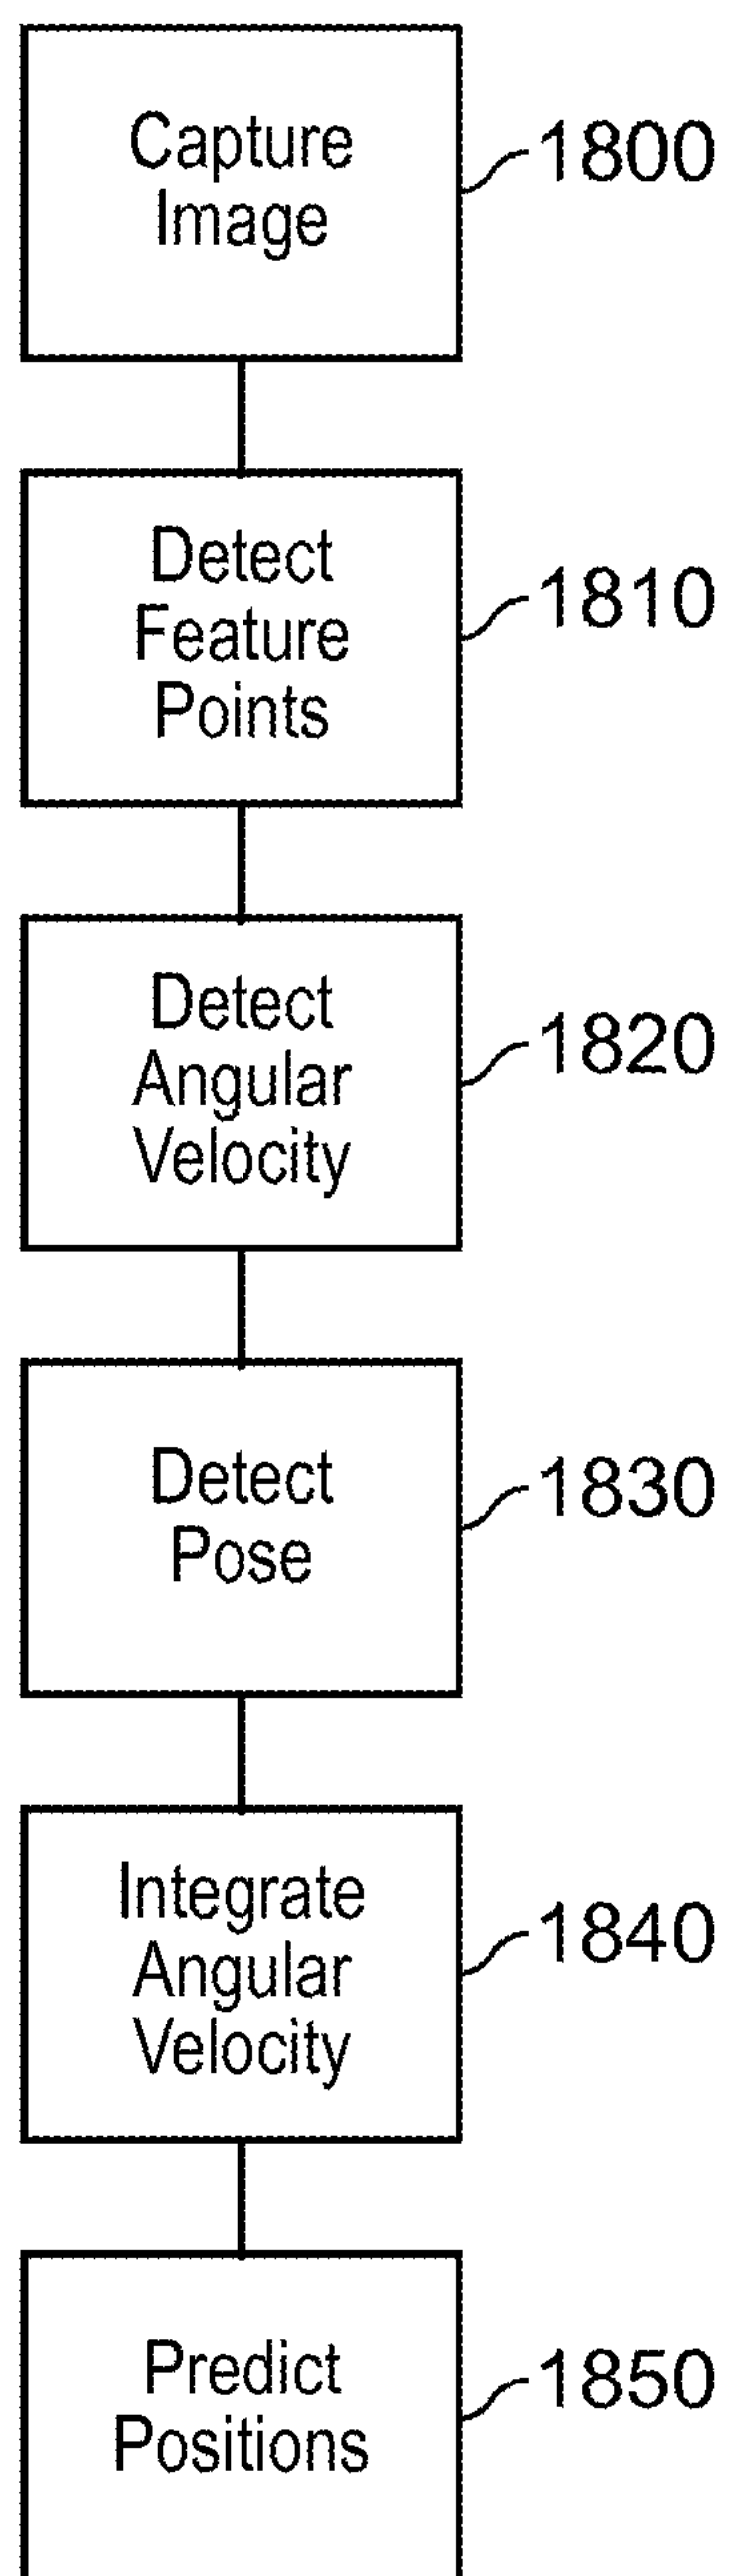 Capture
Image
1800
Detect
Feature
Points
1810
Detect
Angular
Velocity
1820
Detect
Pose
1830
Integrate
Angular
Velocity
1840
Predict
Positions
1850